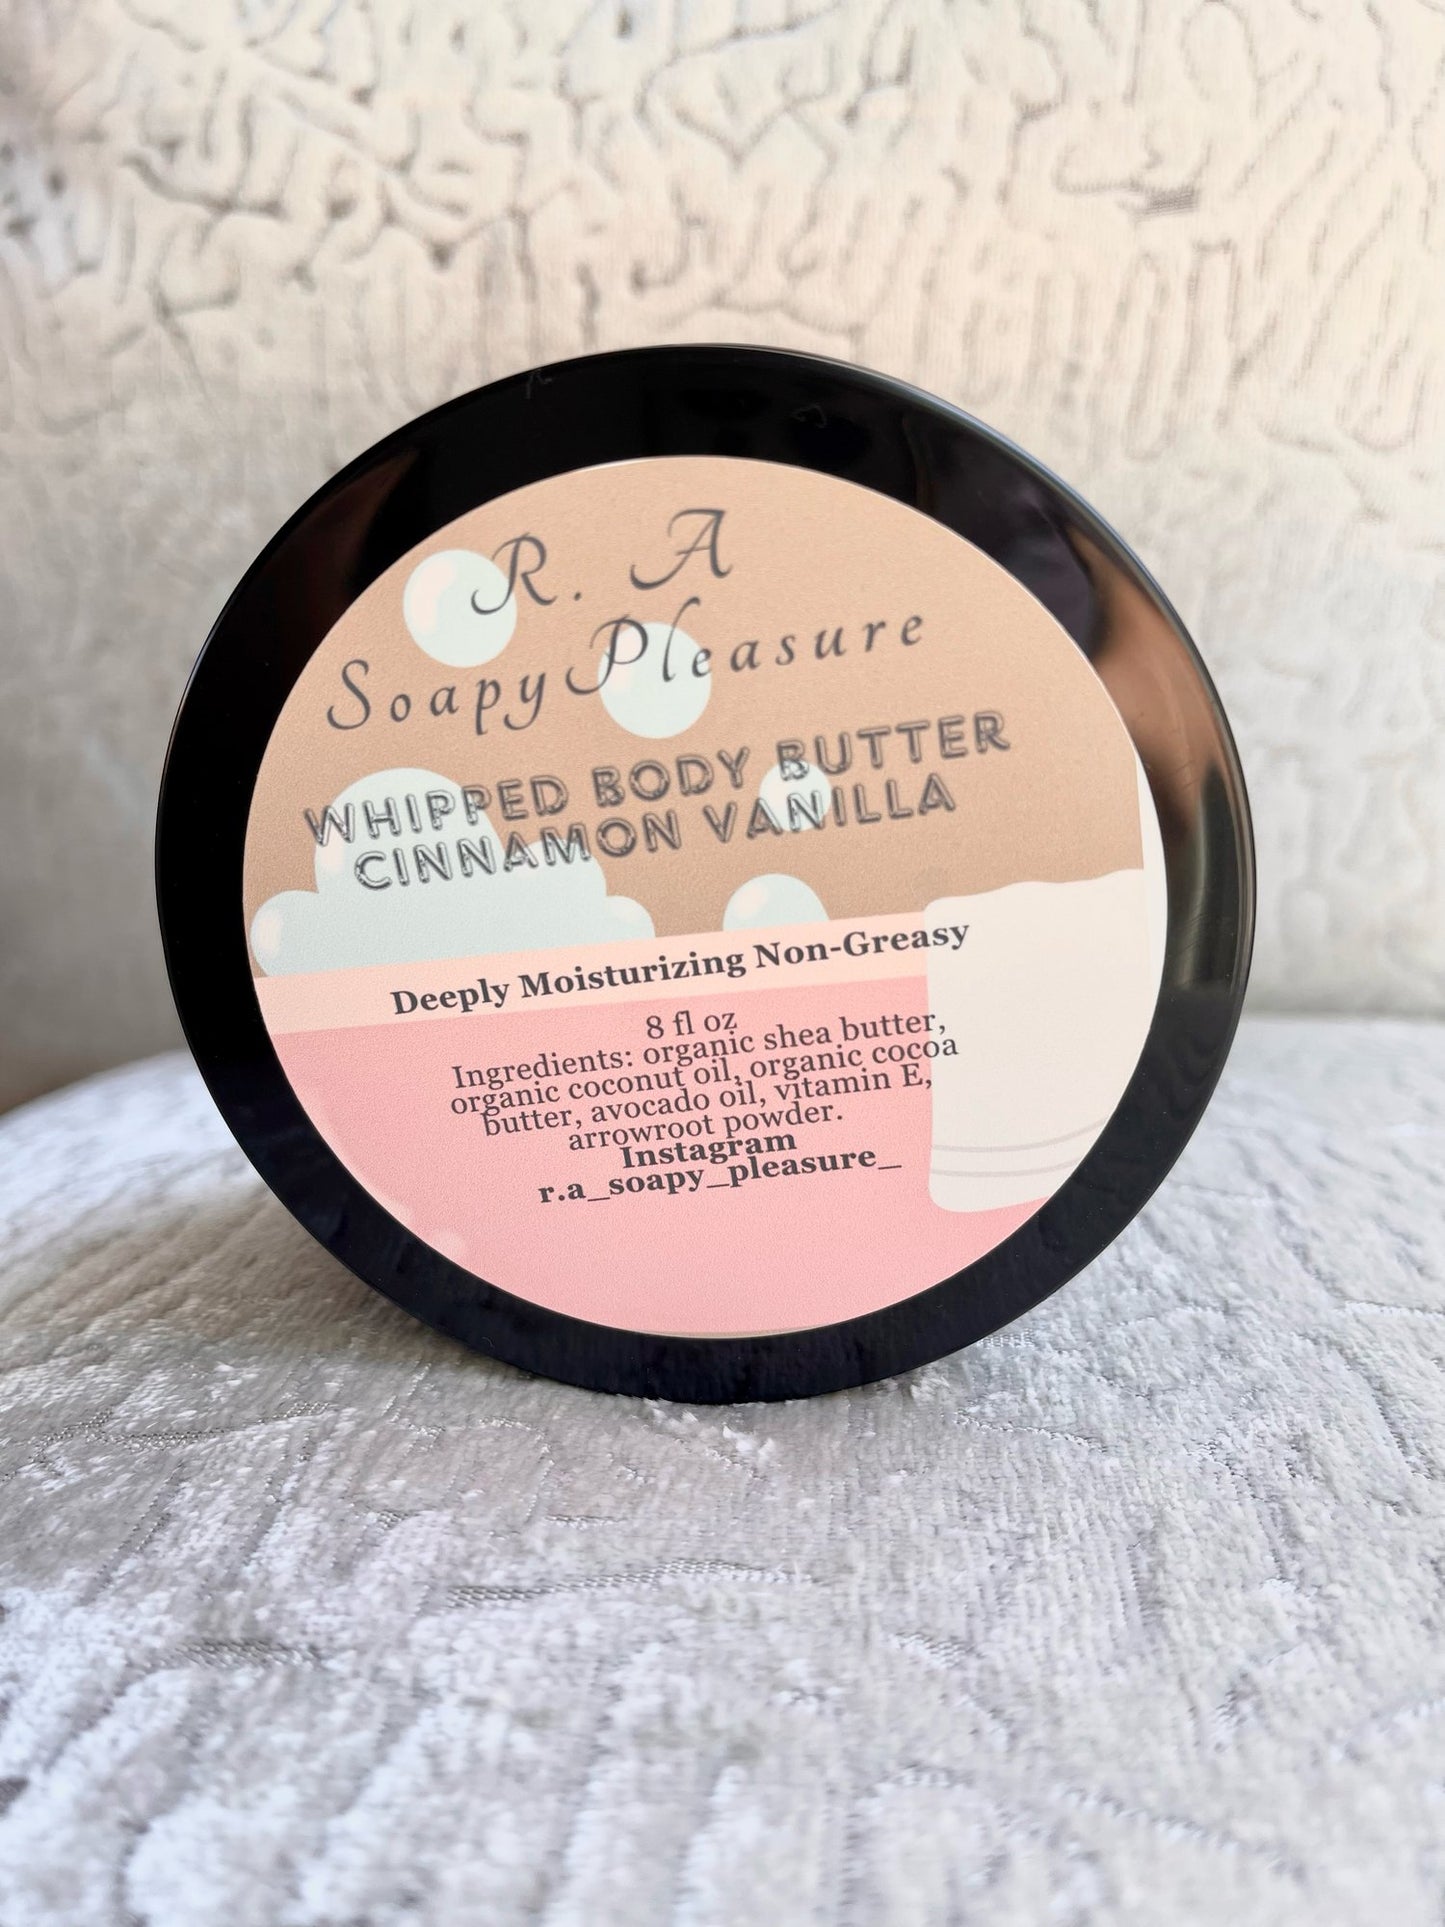 R. A
Soapy Pleasure
WHIPPED BODY BUTTER
CINNAMON VANILLA
Deeply Moisturizing Non-Greasy
8 fl oz
Ingredients: organic shea butter,
organic coconut oil, organic cocoa
butter, avocado oil, vitamin E,
arrowroot powder.
Instagram
r.a_soapy_pleasure_